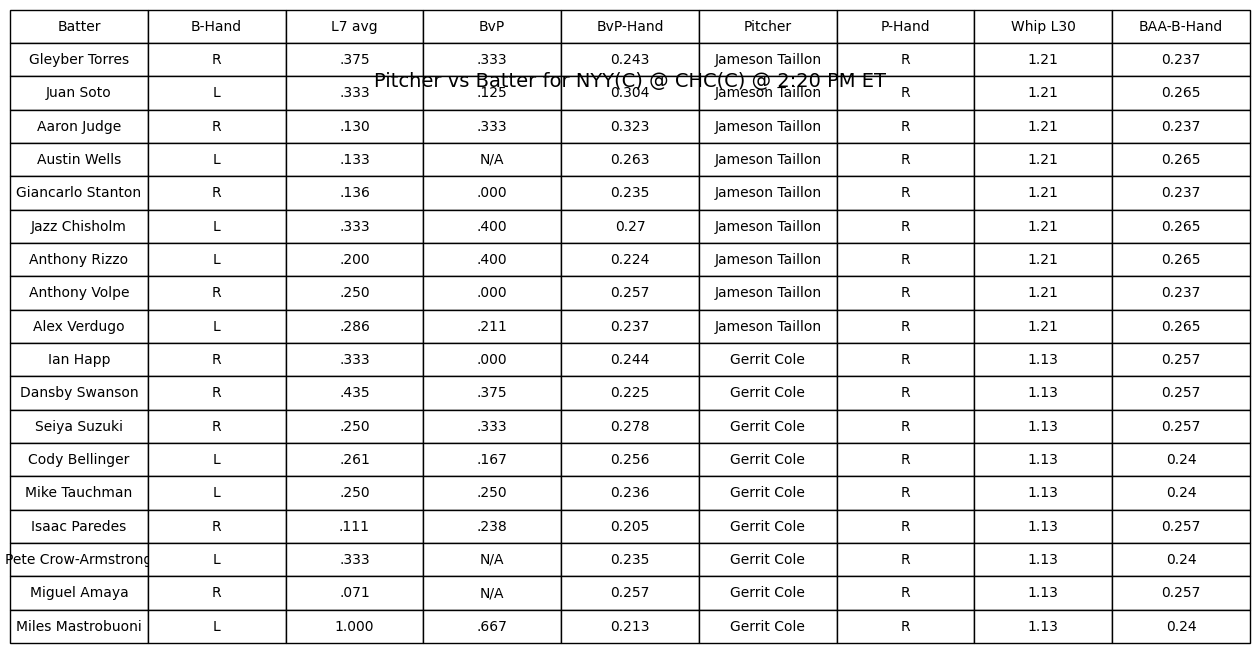 Batter B-Hand L7 avg BvP BvP-Hand Pitcher P-Hand Whip L30 BAA-B-Hand
Gleyber Torres R .375 .333 0.243 Jameson Taillon R 1.21 0.237
Pitcher vs Batter for NYY(C) @ CHC(C) @ 2:20 PM ET
Juan Soto L .333 .125 0.304 Jameson Taillon R 1.21 0.265
Aaron Judge R .130 .333 0.323 Jameson Taillon R 1.21 0.237
Austin Wells L .133 N/A 0.263 Jameson Taillon R 1.21 0.265
Giancarlo Stanton R .136 .000 0.235 Jameson Taillon R 1.21 0.237
Jazz Chisholm L .333 .400 0.27 Jameson Taillon R 1.21 0.265
Anthony Rizzo L .200 .400 0.224 Jameson Taillon R 1.21 0.265
Anthony Volpe R .250 .000 0.257 Jameson Taillon R 1.21 0.237
Alex Verdugo L .286 .211 0.237 Jameson Taillon R 1.21 0.265
Ian Happ R .333 .000 0.244 Gerrit Cole R 1.13 0.257
Dansby Swanson R .435 .375 0.225 Gerrit Cole R 1.13 0.257
Seiya Suzuki R .250 .333 0.278 Gerrit Cole R 1.13 0.257
Cody Bellinger L .261 .167 0.256 Gerrit Cole R 1.13 0.24
Mike Tauchman L .250 .250 0.236 Gerrit Cole R 1.13 0.24
Isaac Paredes R .111 .238 0.205 Gerrit Cole R 1.13 0.257
Pete Crow-Armstrong L .333 N/A 0.235 Gerrit Cole R 1.13 0.24
Miguel Amaya R .071 N/A 0.257 Gerrit Cole R 1.13 0.257
Miles Mastrobuoni L 1.000 .667 0.213 Gerrit Cole R 1.13 0.24